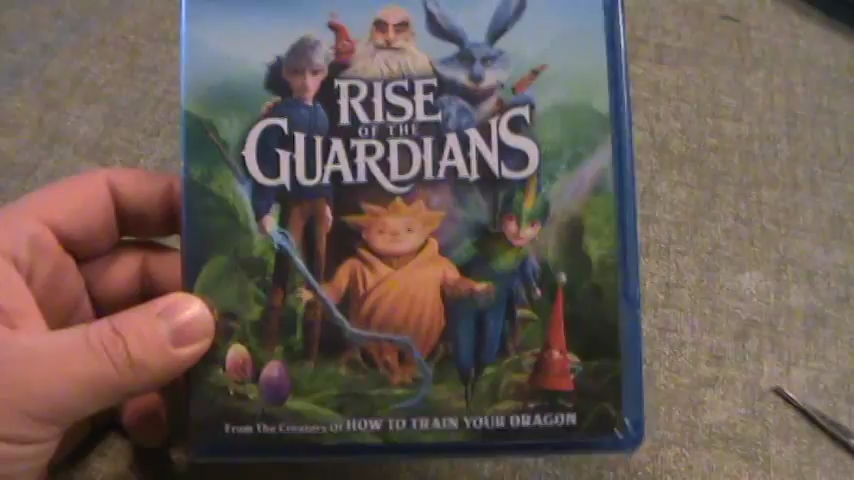 RISE
OF THE
GUARDIANS
From The Creators Of HOW TO TRAIN YOUR DRAGON